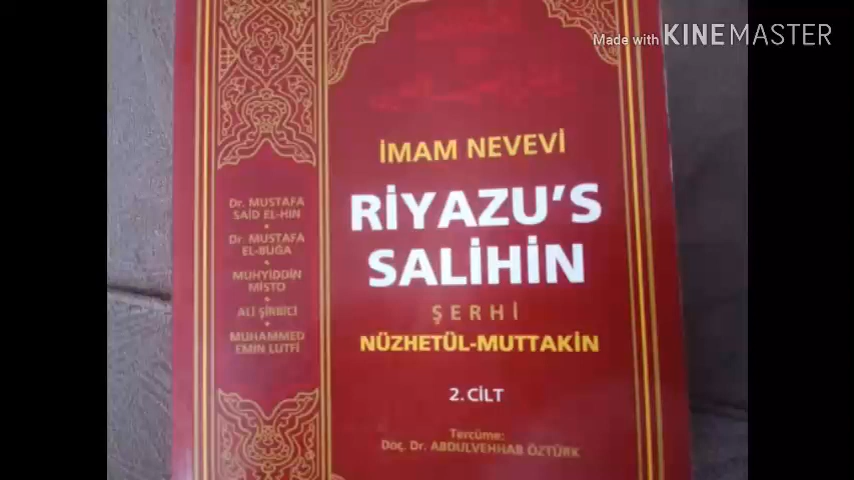 Made with KINEMASTER
İMAM NEVEVİ
RİYAZU'S
SALİHİN
ŞERHİ
NÜZHETÜL-MUTTAKİN
2. CİLT
Tercüme:
Doç. Dr. ABDULVEHHAB ÖZTÜRK
Dr. MUSTAFA
SAİD EL-HIN
Dr. MUSTAFA
EL-BUĞA
MUHYİDDİN
MİSTO
ALİ ŞİRBİCİ
MUHAMMED
EMİN LUTFİ